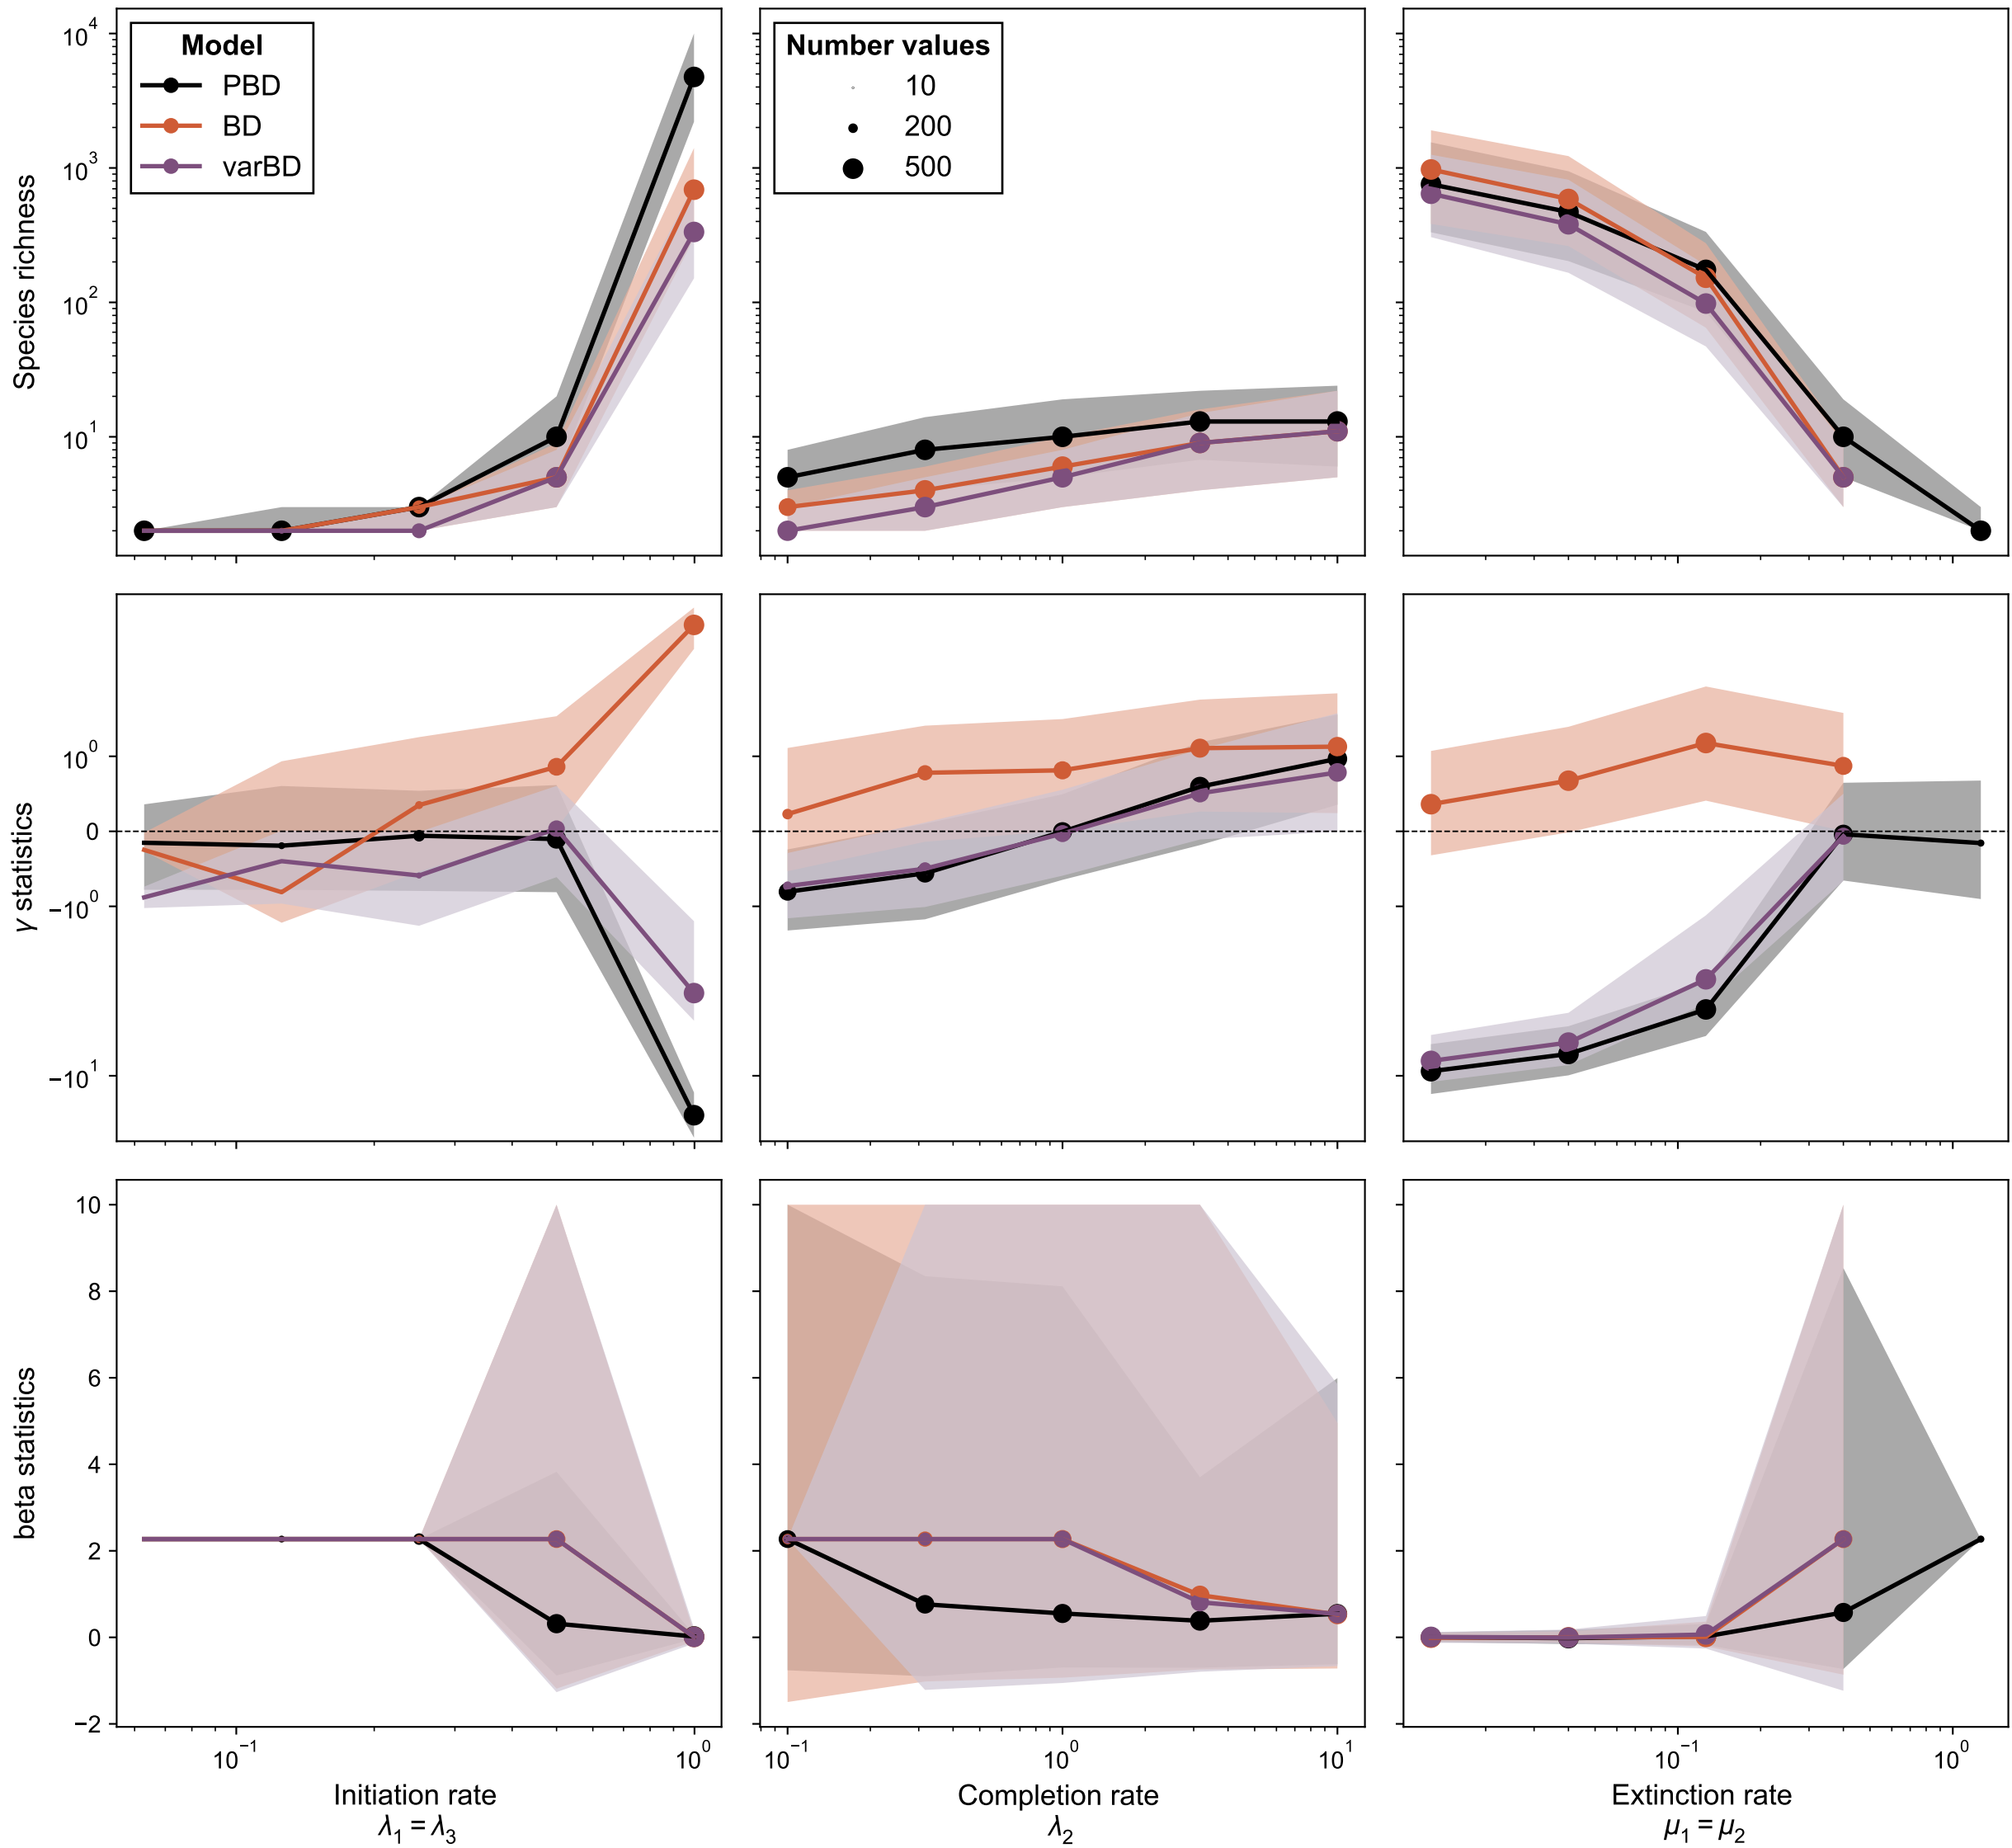 Model
PBD
BD
varBD
Number values
10
200
500
Species richness
10^4
10^3
10^2
10^1
γ statistics
10^0
0
−10^0
−10^1
beta statistics
10
8
6
4
2
0
−2
10^−1 10^0
10^−1 10^0 10^1
10^−1 10^0
Initiation rate
λ1 = λ3
Completion rate
λ2
Extinction rate
μ1 = μ2